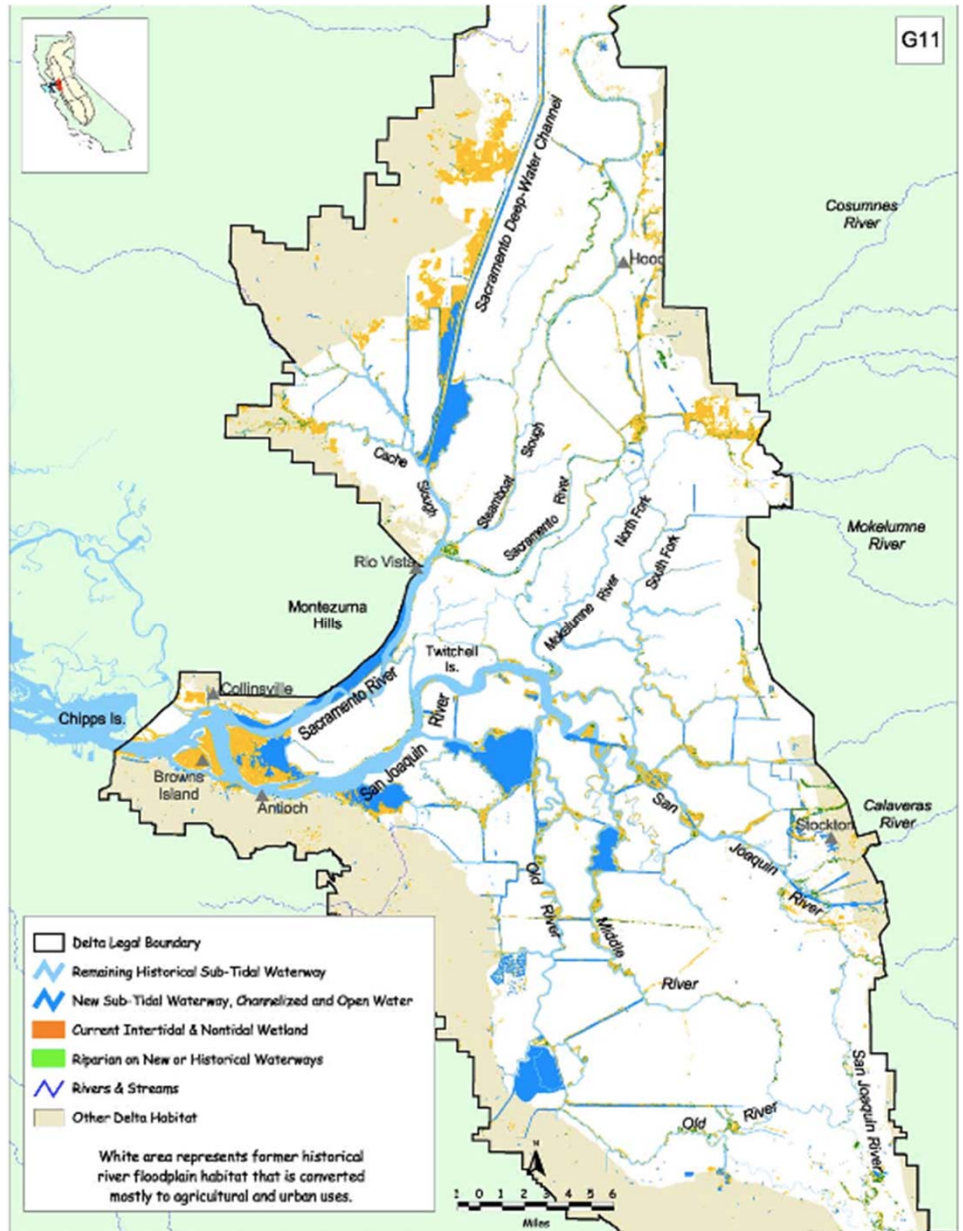 G11
Sacramento Deep-Water Channel
Cosumnes
River
Hood
Cache
Slough
Steamboat
Slough
Sacramento
River
North Fork
South Fork
Mokelumne
River
Rio Vista
Mokelumne
River
Montezuma
Hills
Twitchell
Is.
Collinsville
Sacramento River
Chipps Is.
River
San Joaquin
Browns
Island
Antioch
San
Joaquin
River
Calaveras
River
Stockton
Old
River
Middle
River
San Joaquin River
Old
River
Delta Legal Boundary
Remaining Historical Sub-Tidal Waterway
New Sub-Tidal Waterway, Channelized and Open Water
Current Intertidal & Nontidal Wetland
Riparian on New or Historical Waterways
Rivers & Streams
Other Delta Habitat
White area represents former historical
river floodplain habitat that is converted
mostly to agricultural and urban uses.
N
1 0 1 2 3 4 5 6
Miles